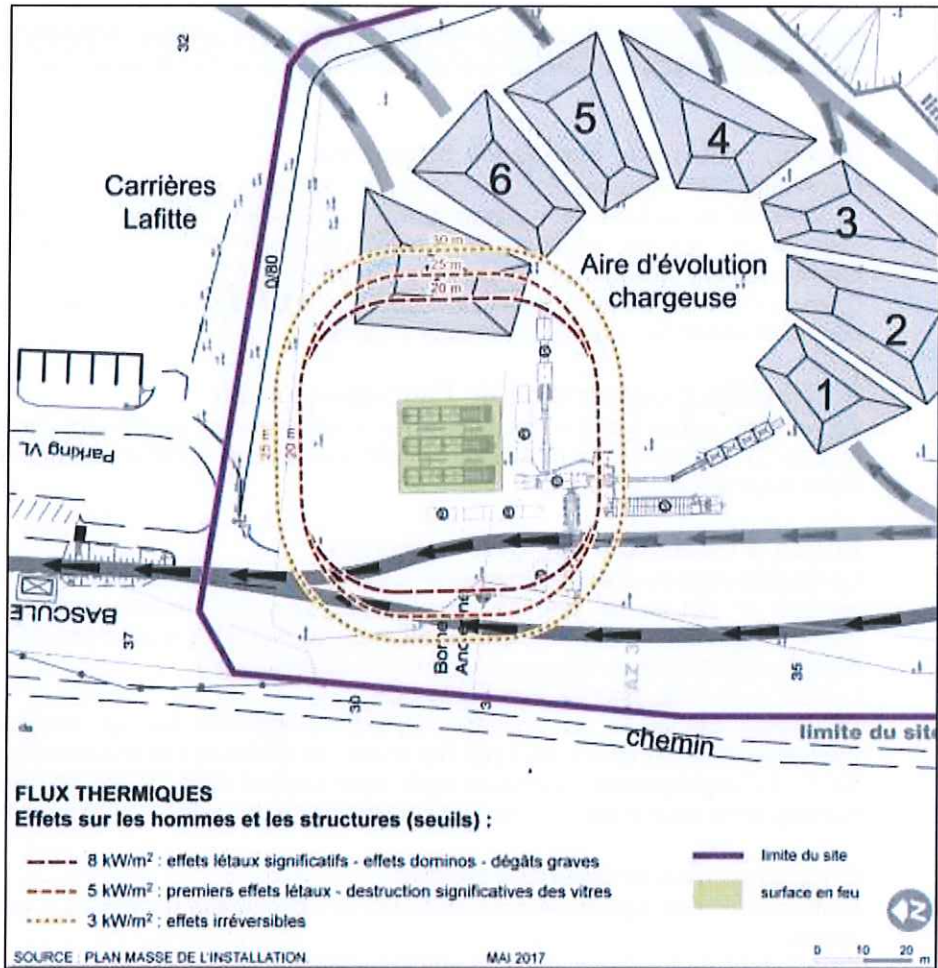 32
Carrières
Lafitte
0/80
5
4
6
3
Aire d'évolution
chargeuse
2
1
30 m
25 m
20 m
25 m
20 m
Parking VL
BASCULE
37
Borne
Ancienne
30
AZ
35
chemin
limite du site
FLUX THERMIQUES
Effets sur les hommes et les structures (seuils) :
8 kW/m² : effets létaux significatifs - effets dominos - dégâts graves
5 kW/m² : premiers effets létaux - destruction significatives des vitres
3 kW/m² : effets irréversibles
limite du site
surface en feu
N
SOURCE : PLAN MASSE DE L'INSTALLATION
MAI 2017
0 10 20
m